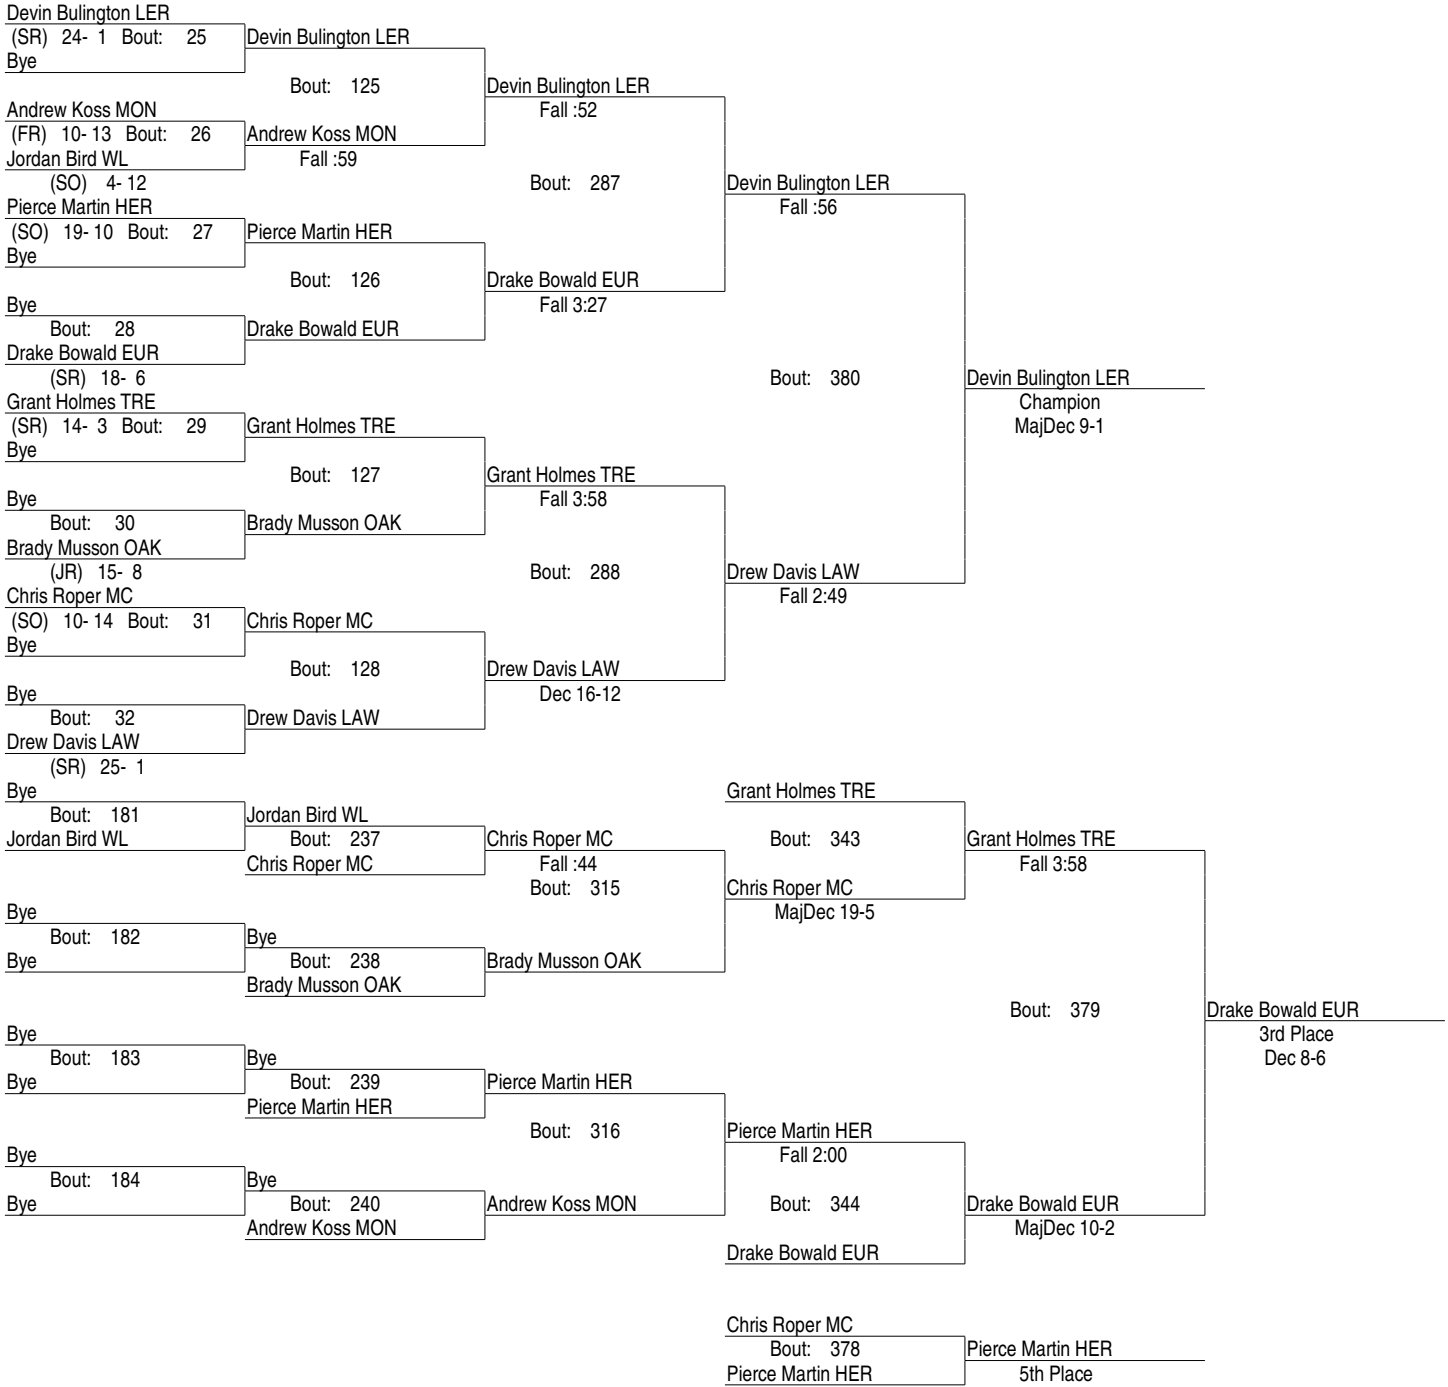 Devin Bulington LER
(SR) 24- 1 Bout: 25 Devin Bulington LER
Bye
Bout: 125 Devin Bulington LER
Andrew Koss MON Fall :52
(FR) 10- 13 Bout: 26 Andrew Koss MON
Jordan Bird WL Fall :59
(SO) 4- 12 Bout: 287 Devin Bulington LER
Pierce Martin HER Fall :56
(SO) 19- 10 Bout: 27 Pierce Martin HER
Bye
Bout: 126 Drake Bowald EUR
Bye Fall 3:27
Bout: 28 Drake Bowald EUR
Drake Bowald EUR
(SR) 18- 6 Bout: 380 Devin Bulington LER
Grant Holmes TRE Champion
(SR) 14- 3 Bout: 29 Grant Holmes TRE MajDec 9-1
Bye
Bout: 127 Grant Holmes TRE
Bye Fall 3:58
Bout: 30 Brady Musson OAK
Brady Musson OAK
(JR) 15- 8 Bout: 288 Drew Davis LAW
Chris Roper MC Fall 2:49
(SO) 10- 14 Bout: 31 Chris Roper MC
Bye
Bout: 128 Drew Davis LAW
Bye Dec 16-12
Bout: 32 Drew Davis LAW
Drew Davis LAW
(SR) 25- 1
Bye Grant Holmes TRE
Bout: 181 Jordan Bird WL
Jordan Bird WL Bout: 237 Chris Roper MC Bout: 343 Grant Holmes TRE
Chris Roper MC Fall :44 Fall 3:58
Bout: 315 Chris Roper MC
Bye MajDec 19-5
Bout: 182 Bye
Bye Bout: 238 Brady Musson OAK
Brady Musson OAK
Bout: 379 Drake Bowald EUR
Bye 3rd Place
Bout: 183 Bye Dec 8-6
Bye Bout: 239 Pierce Martin HER
Pierce Martin HER
Bout: 316 Pierce Martin HER
Bye Fall 2:00
Bout: 184 Bye
Bye Bout: 240 Andrew Koss MON Bout: 344 Drake Bowald EUR
Andrew Koss MON MajDec 10-2
Drake Bowald EUR
Chris Roper MC
Bout: 378 Pierce Martin HER
Pierce Martin HER 5th Place